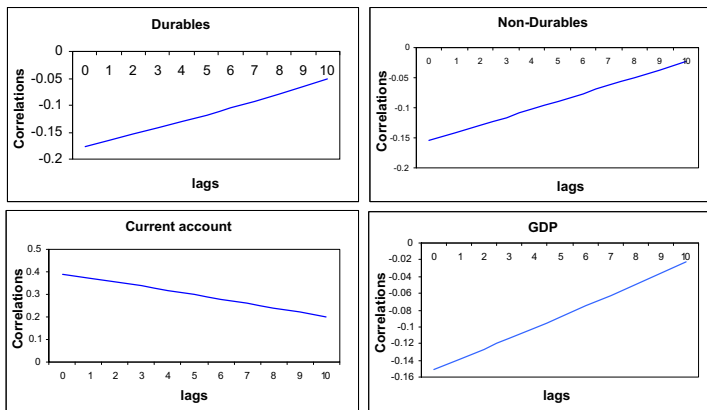 Durables
0
-0.05
-0.1
-0.15
-0.2
0 1 2 3 4 5 6 7 8 9 10
Correlations
lags
Non-Durables
0
-0.05
-0.1
-0.15
-0.2
0 1 2 3 4 5 6 7 8 9 10
Correlations
lags
Current account
0.5
0.4
0.3
0.2
0.1
0
0 1 2 3 4 5 6 7 8 9 10
Correlations
lags
GDP
0
-0.02
-0.04
-0.06
-0.08
-0.1
-0.12
-0.14
-0.16
0 1 2 3 4 5 6 7 8 9 10
Correlations
lags